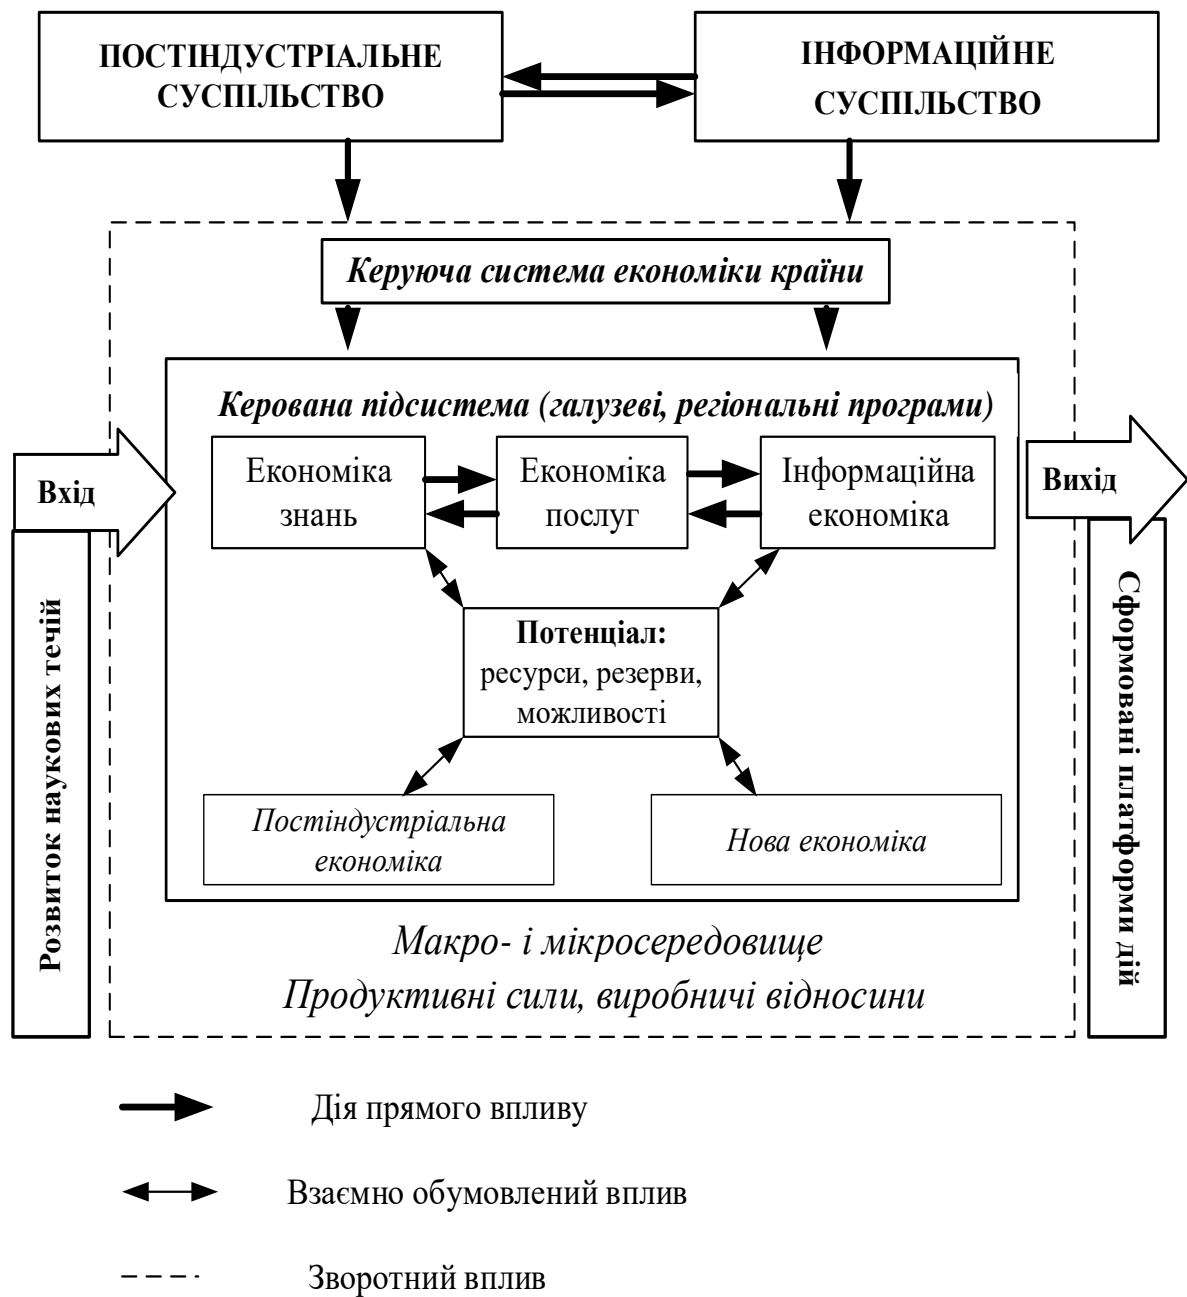 ПОСТІНДУСТРІАЛЬНЕ
СУСПІЛЬСТВО
ІНФОРМАЦІЙНЕ
СУСПІЛЬСТВО
Керуюча система економіки країни
Керована підсистема (галузеві, регіональні програми)
Вхід
Економіка
знань
Економіка
послуг
Інформаційна
економіка
Вихід
Розвиток наукових течій
Потенціал:
ресурси, резерви,
можливості
Сформовані платформи дій
Постіндустріальна
економіка
Нова економіка
Макро- і мікросередовище
Продуктивні сили, виробничі відносини
Дія прямого впливу
Взаємно обумовлений вплив
Зворотний вплив